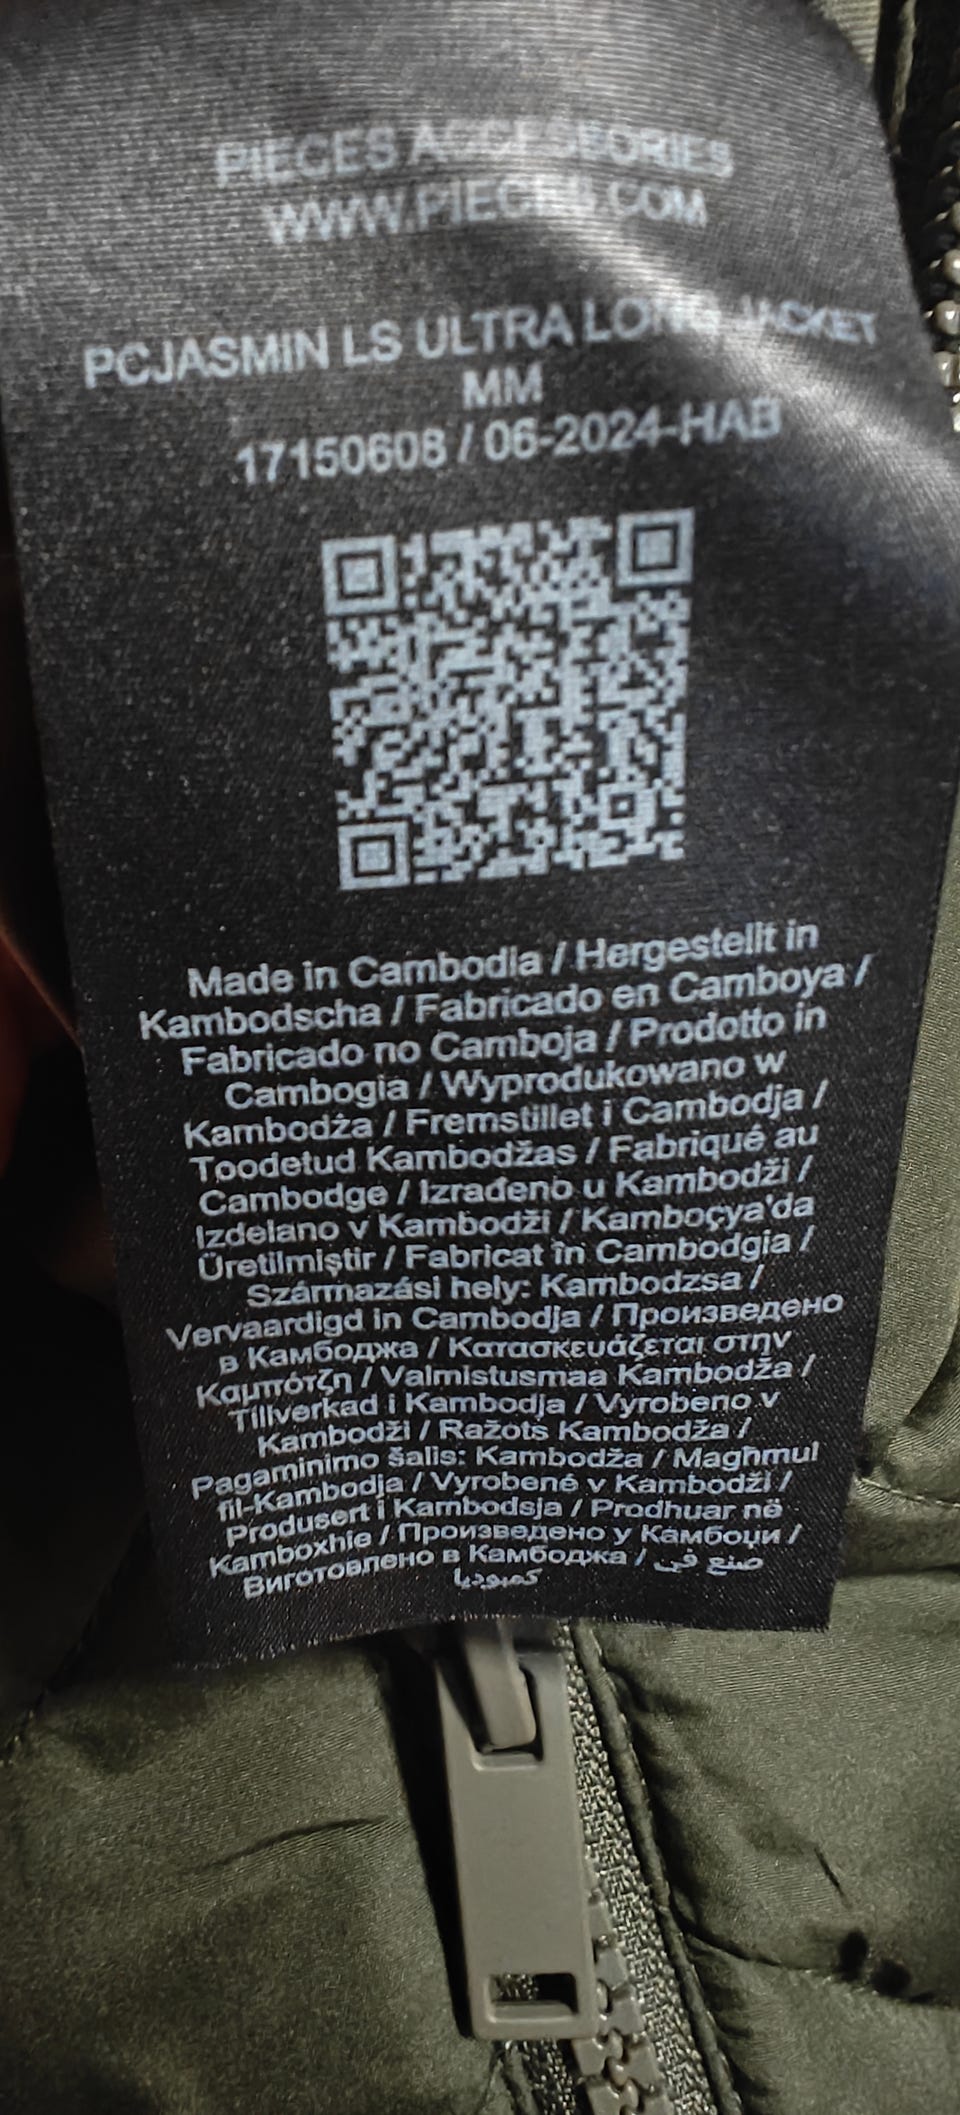 PIECES ACCESSORIES
WWW.PIECES.COM
PCJASMIN LS ULTRA LONG JACKET
MM
17150608 / 06-2024-HAB
Made in Cambodia / Hergestellt in
Kambodscha / Fabricado en Camboya /
Fabricado no Camboja / Prodotto in
Cambogia / Wyprodukowano w
Kambodża / Fremstillet i Cambodja /
Toodetud Kambodžas / Fabriqué au
Cambodge / Izrađeno u Kambodži /
Izdelano v Kambodži / Kamboçya'da
Üretilmiştir / Fabricat în Cambodgia /
Származási hely: Kambodzsa /
Vervaardigd in Cambodja / Произведено
в Камбоджа / Κατασκευάζεται στην
Καμπότζη / Valmistusmaa Kambodža /
Tillverkad i Kambodja / Vyrobeno v
Kambodži / Ražots Kambodža /
Pagaminimo šalis: Kambodža / Magħmul
fil-Kambodja / Vyrobené v Kambodži /
Produsert i Kambodsja / Prodhuar në
Kamboxhie / Произведено у Камбоџи /
Виготовлено в Камбоджа / صنع في
كمبوديا